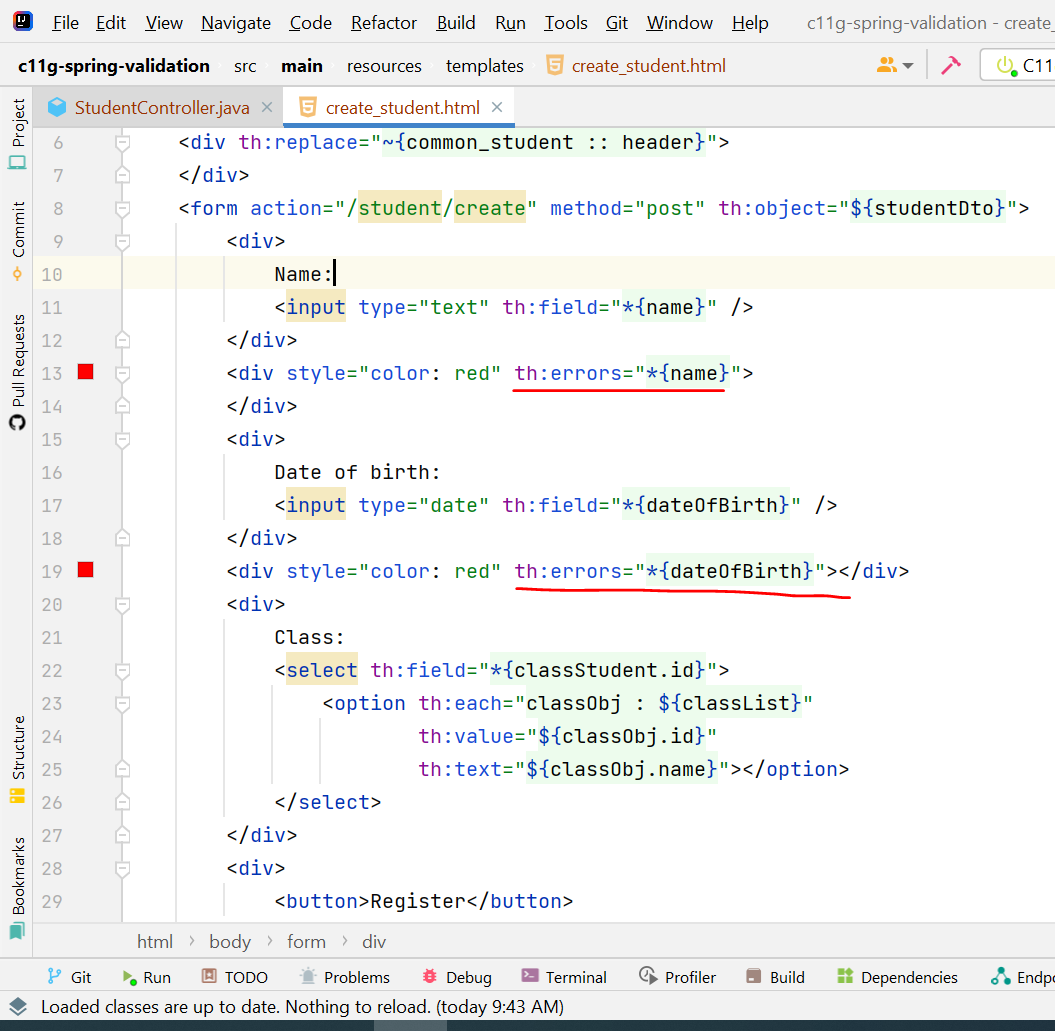 File Edit View Navigate Code Refactor Build Run Tools Git Window Help c11g-spring-validation - create_
c11g-spring-validation src main resources templates create_student.html C11
StudentController.java create_student.html
Project
Commit
Pull Requests
Structure
Bookmarks
6 <div th:replace="~{common_student :: header}">
7 </div>
8 <form action="/student/create" method="post" th:object="${studentDto}">
9 <div>
10 Name:
11 <input type="text" th:field="*{name}" />
12 </div>
13 <div style="color: red" th:errors="*{name}">
14 </div>
15 <div>
16 Date of birth:
17 <input type="date" th:field="*{dateOfBirth}" />
18 </div>
19 <div style="color: red" th:errors="*{dateOfBirth}"></div>
20 <div>
21 Class:
22 <select th:field="*{classStudent.id}">
23 <option th:each="classObj : ${classList}"
24 th:value="${classObj.id}"
25 th:text="${classObj.name}"></option>
26 </select>
27 </div>
28 <div>
29 <button>Register</button>
html body form div
Git Run TODO Problems Debug Terminal Profiler Build Dependencies Endpo
Loaded classes are up to date. Nothing to reload. (today 9:43 AM)